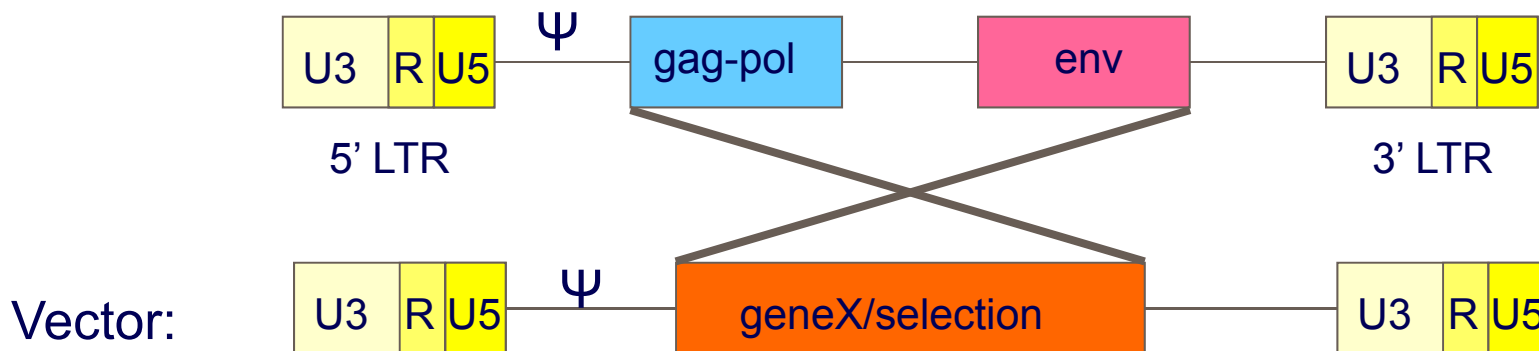 Ψ
U3 R U5 gag-pol env U3 R U5
5’ LTR 3’ LTR
Ψ
Vector: U3 R U5 geneX/selection U3 R U5